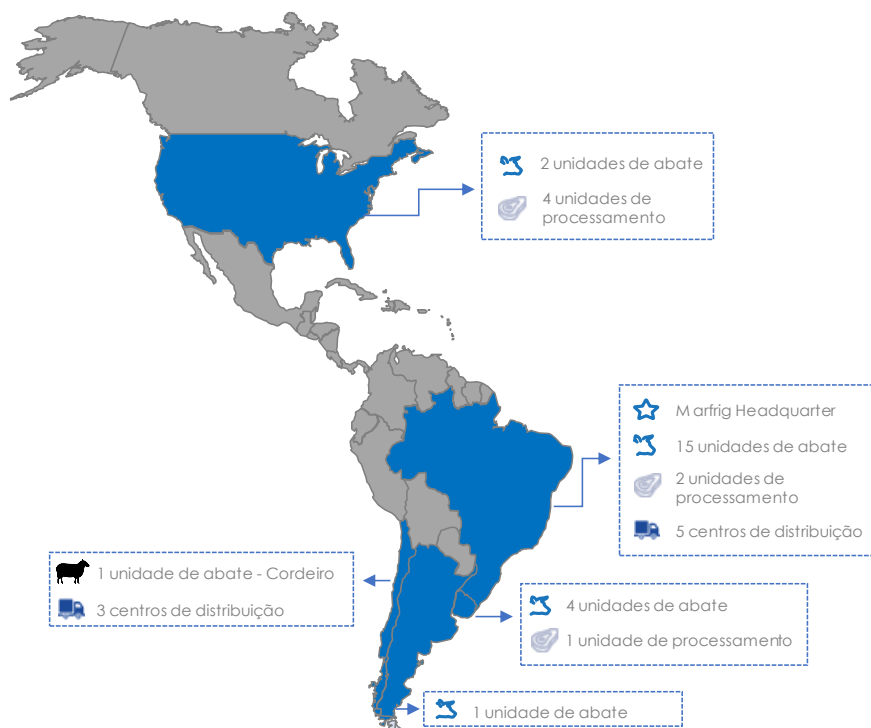 2 unidades de abate
4 unidades de
processamento
Marfrig Headquarter
15 unidades de abate
2 unidades de
processamento
5 centros de distribuição
1 unidade de abate - Cordeiro
3 centros de distribuição
4 unidades de abate
1 unidade de processamento
1 unidade de abate